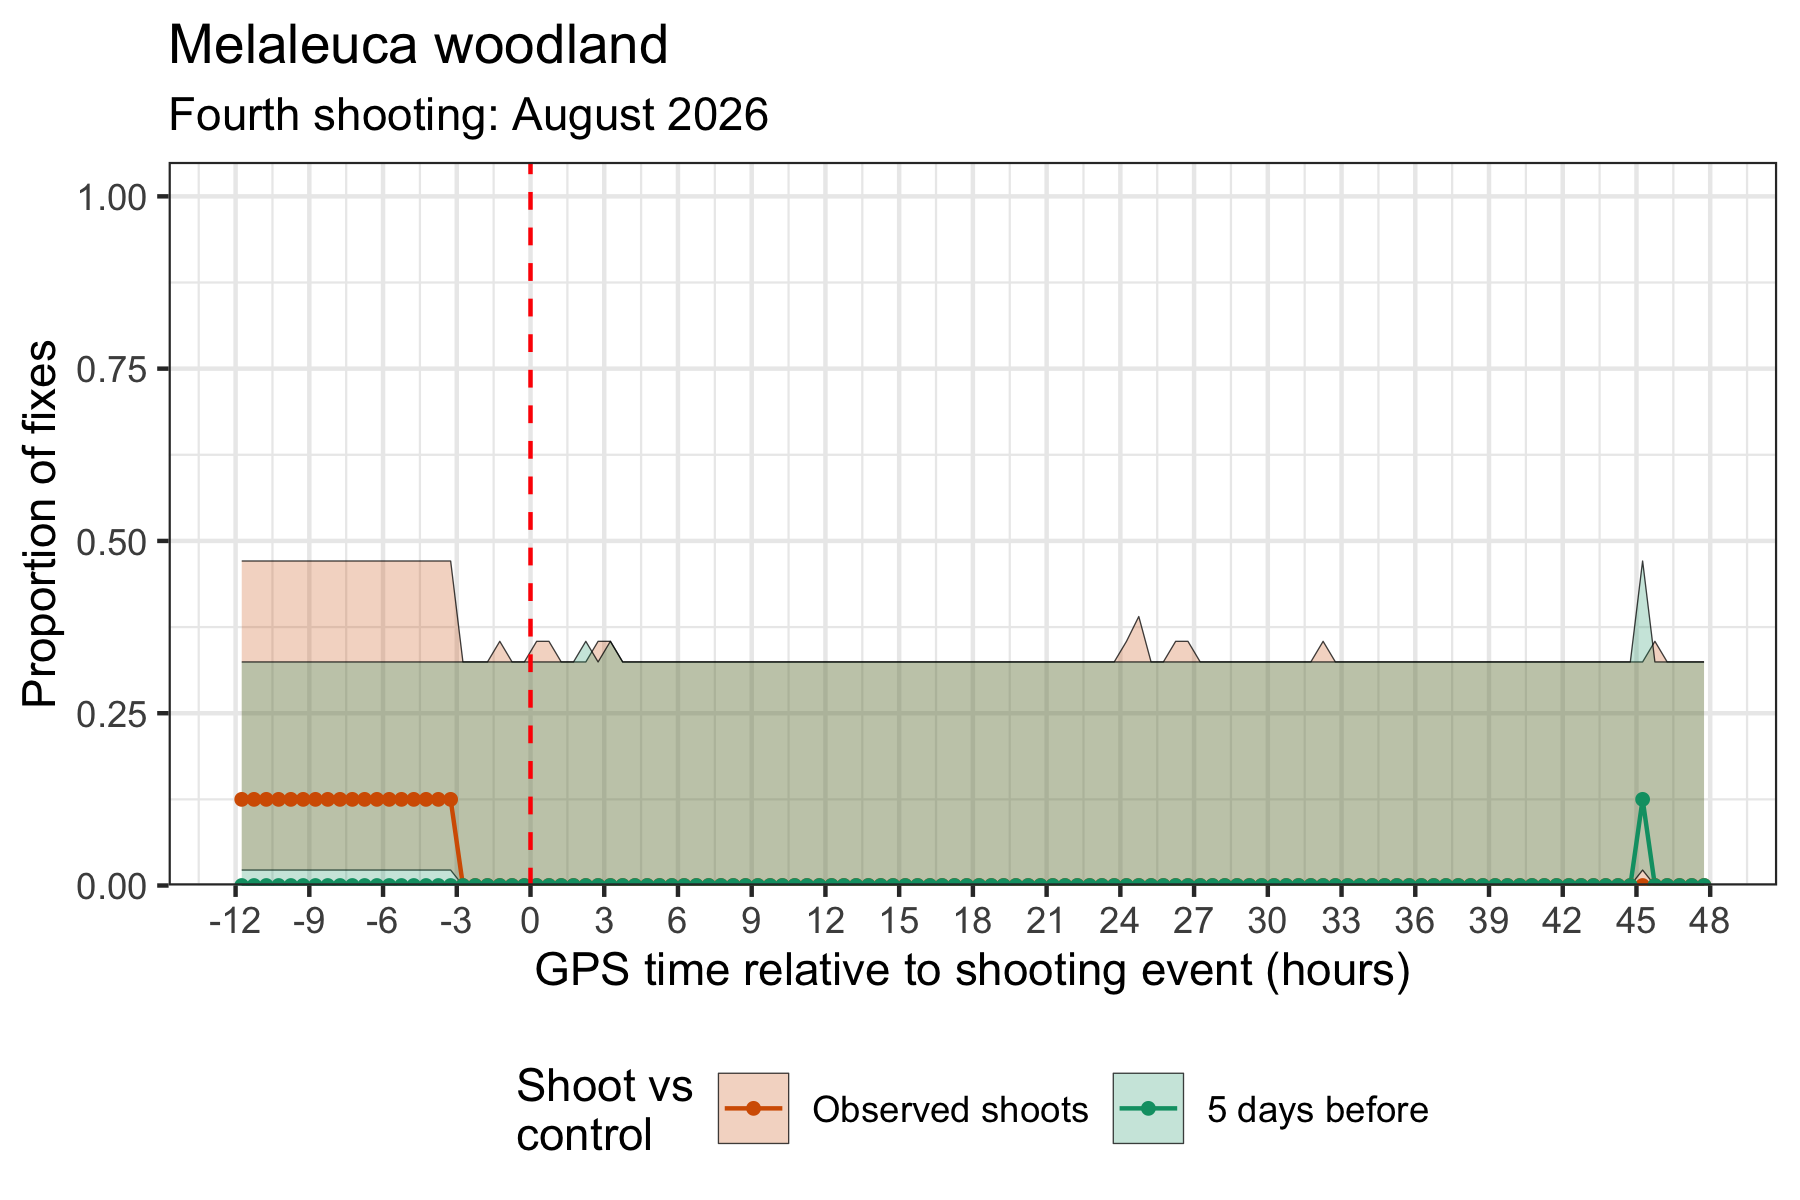 Melaleuca woodland
Fourth shooting: August 2026
1.00
0.75
0.50
0.25
0.00
Proportion of fixes
-12 -9 -6 -3 0 3 6 9 12 15 18 21 24 27 30 33 36 39 42 45 48
GPS time relative to shooting event (hours)
Shoot vs
control
Observed shoots
5 days before